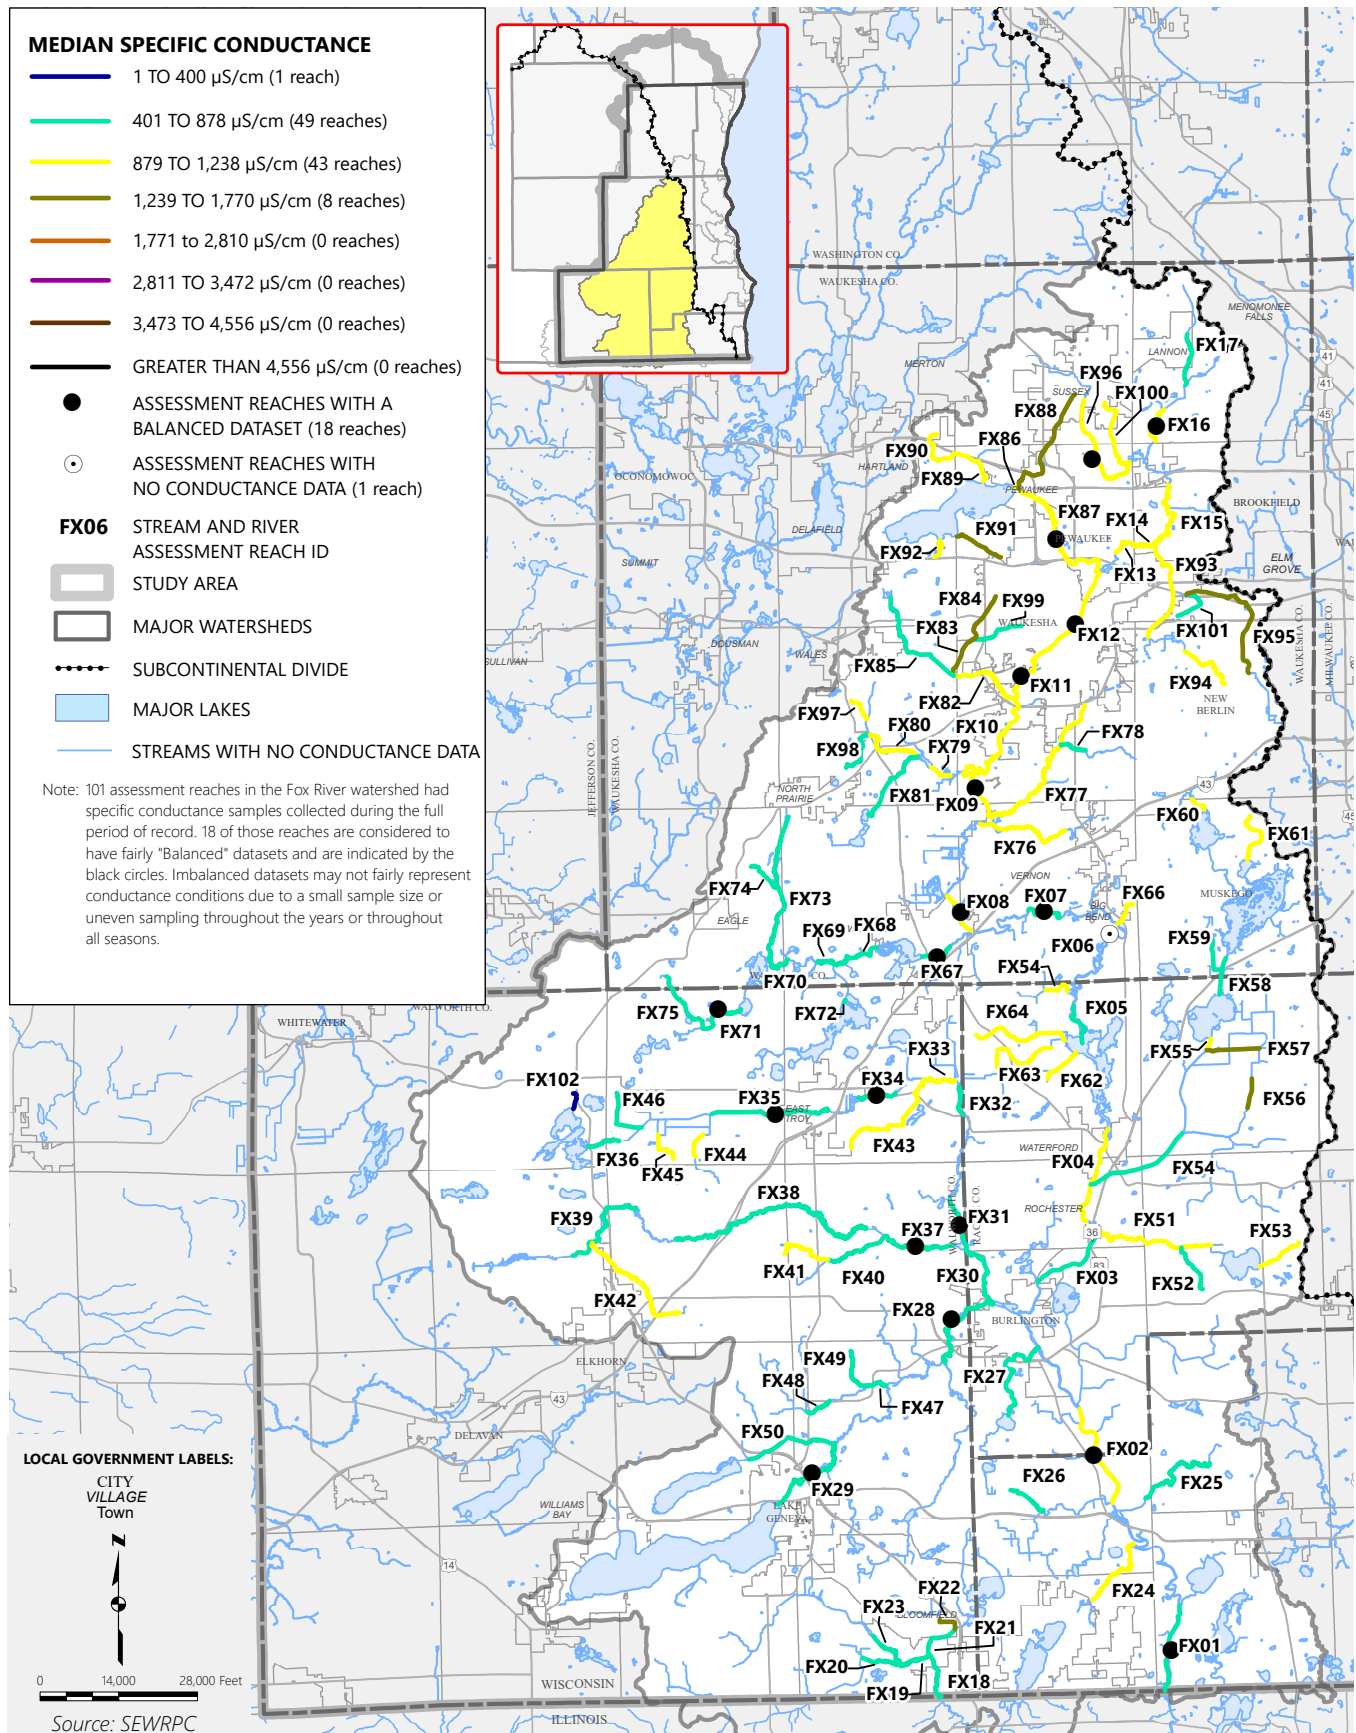 MEDIAN SPECIFIC CONDUCTANCE
1 TO 400 µS/cm (1 reach)
401 TO 878 µS/cm (49 reaches)
879 TO 1,238 µS/cm (43 reaches)
1,239 TO 1,770 µS/cm (8 reaches)
1,771 to 2,810 µS/cm (0 reaches)
2,811 TO 3,472 µS/cm (0 reaches)
3,473 TO 4,556 µS/cm (0 reaches)
GREATER THAN 4,556 µS/cm (0 reaches)
ASSESSMENT REACHES WITH A
BALANCED DATASET (18 reaches)
ASSESSMENT REACHES WITH
NO CONDUCTANCE DATA (1 reach)
FX06 STREAM AND RIVER
ASSESSMENT REACH ID
STUDY AREA
MAJOR WATERSHEDS
SUBCONTINENTAL DIVIDE
MAJOR LAKES
STREAMS WITH NO CONDUCTANCE DATA
Note: 101 assessment reaches in the Fox River watershed had
specific conductance samples collected during the full
period of record. 18 of those reaches are considered to
have fairly "Balanced" datasets and are indicated by the
black circles. Imbalanced datasets may not fairly represent
conductance conditions due to a small sample size or
uneven sampling throughout the years or throughout
all seasons.
WASHINGTON CO.
WAUKESHA CO.
MENOMONEE
FALLS
LANNON
FX17
41
41
45
MERTON
SUSSEX
FX96
FX100
FX88
FX16
FX90
FX86
HARTLAND
FX89
OCONOMOWOC
PEWAUKEE
BROOKFIELD
DELAFIELD
FX91
FX87
FX14
FX15
PEWAUKEE
FX92
FX13
FX93
ELM
GROVE
SUMMIT
FX84
FX99
WAUKESHA
FX12
FX101
FX95
WAUKESHA CO.
MILWAUKEE CO.
FX83
DOUSMAN
WALES
SULLIVAN
FX85
FX11
FX94
FX82
NEW
BERLIN
FX97
FX80
FX10
FX78
FX98
FX79
JEFFERSON CO.
WAUKESHA CO.
NORTH
PRAIRIE
FX81
FX09
FX77
43
FX60
FX61
45
FX76
VERNON
FX74
FX73
FX08
FX07
BIG
BEND
FX66
MUSKEGO
EAGLE
FX69
FX68
FX06
FX59
FX67
FX70
FX54
FX58
WALWORTH CO.
WHITEWATER
FX75
FX71
FX72
FX64
FX05
FX55
FX57
FX33
FX63
FX62
FX102
FX46
FX35
FX34
EAST
TROY
FX32
FX56
FX43
WATERFORD
FX36
FX45
FX44
FX04
FX54
FX38
WALWORTH CO.
RACINE CO.
FX39
FX37
FX31
ROCHESTER
36
FX51
FX53
FX41
FX40
FX30
83
FX03
FX52
FX42
FX28
BURLINGTON
ELKHORN
FX49
FX48
FX27
43
FX47
DELAVAN
FX50
FX02
FX26
FX25
FX29
LAKE
GENEVA
WILLIAMS
BAY
14
FX24
FX22
FX23
BLOOMFIELD
FX21
FX01
FX20
FX19
FX18
WISCONSIN
ILLINOIS
LOCAL GOVERNMENT LABELS:
CITY
VILLAGE
Town
N
0 14,000 28,000 Feet
Source: SEWRPC